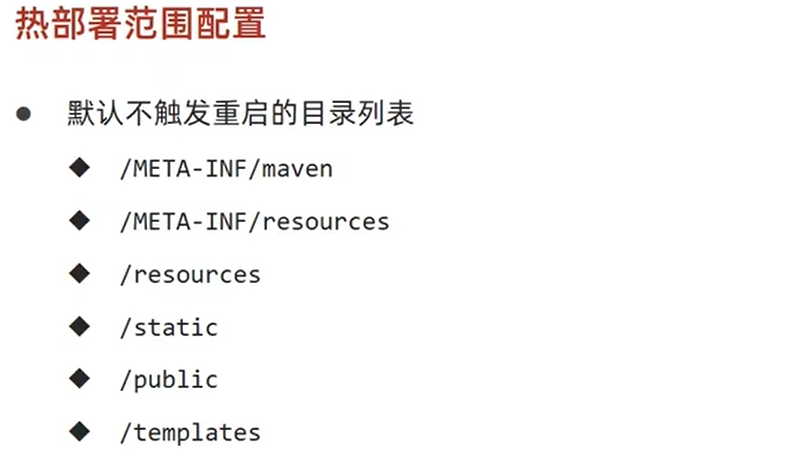 热部署范围配置
● 默认不触发重启的目录列表
◆ /META-INF/maven
◆ /META-INF/resources
◆ /resources
◆ /static
◆ /public
◆ /templates